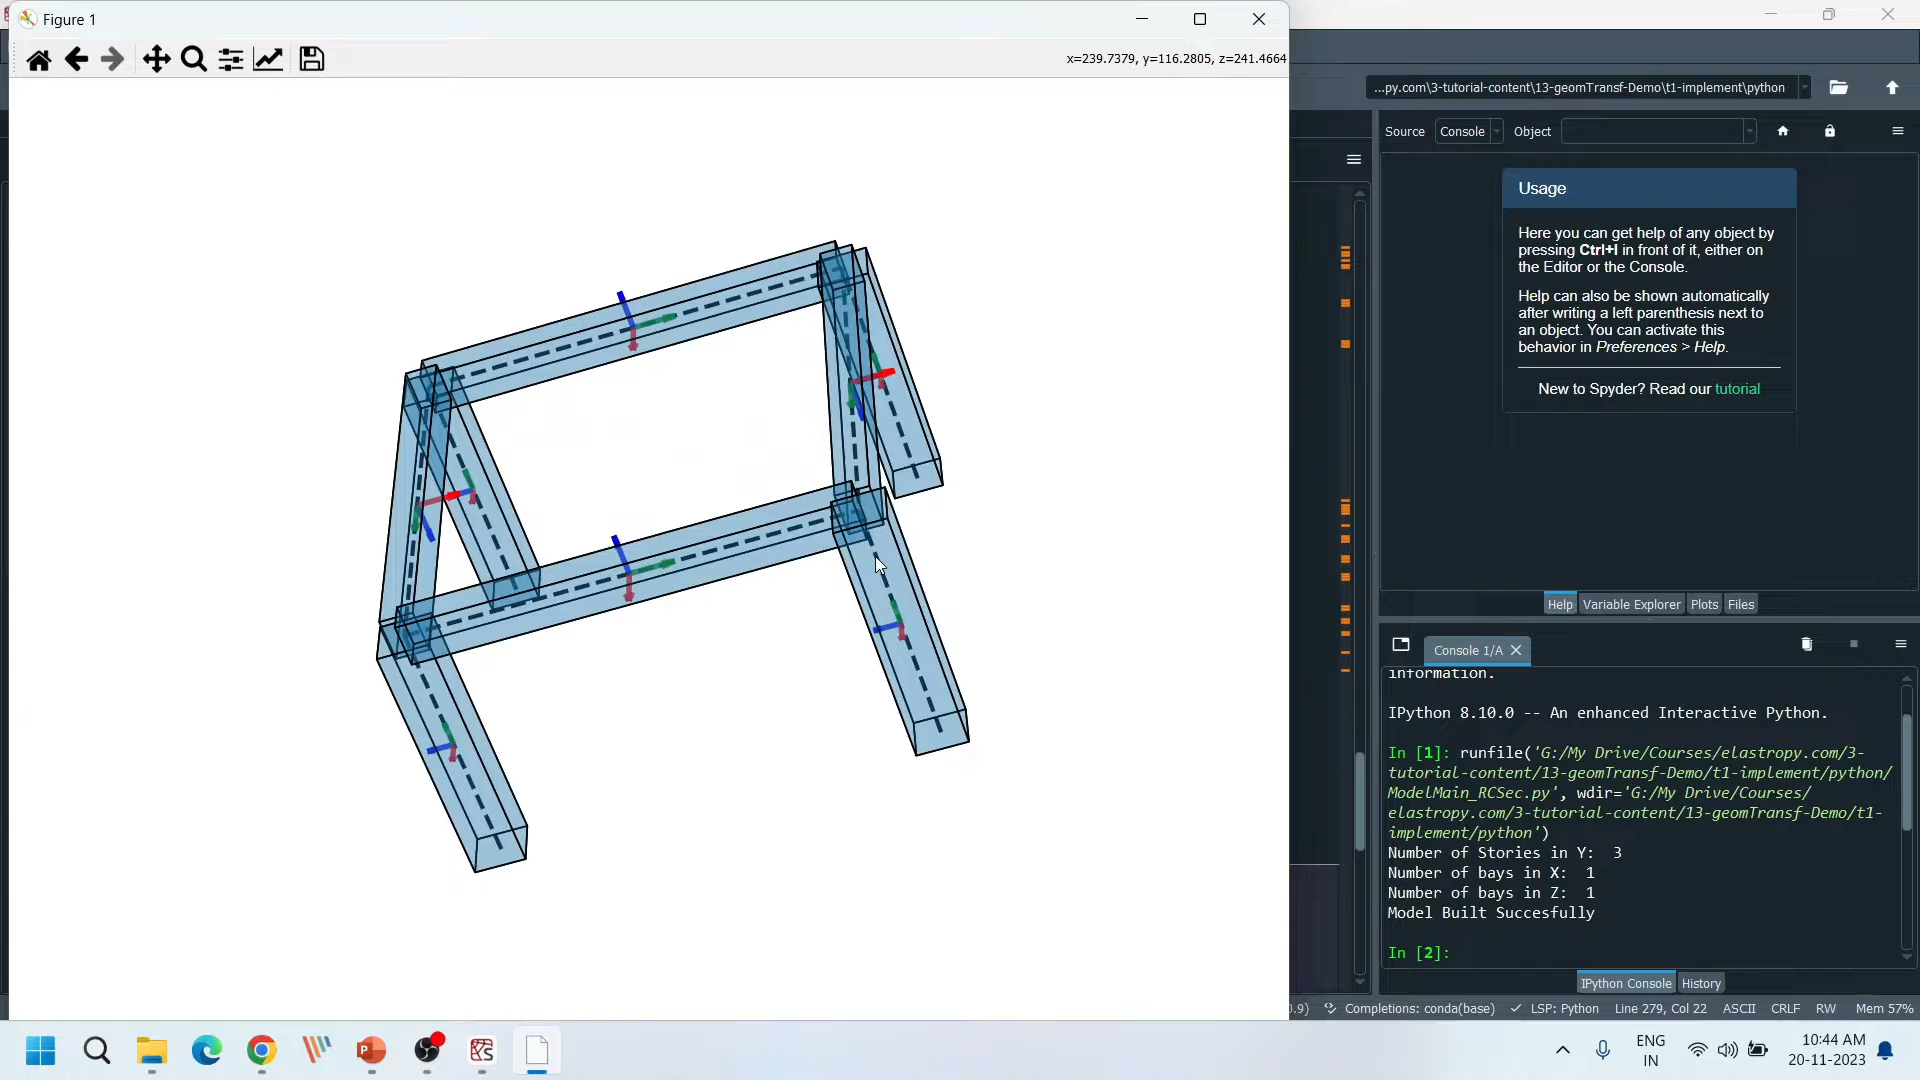 Figure 1
x=239.7379, y=116.2805, z=241.4664
...py.com\3-tutorial-content\13-geomTransf-Demo\t1-implement\python
Source Console Object
Usage
Here you can get help of any object by
pressing Ctrl+I in front of it, either on
the Editor or the Console.
Help can also be shown automatically
after writing a left parenthesis next to
an object. You can activate this
behavior in Preferences > Help.
New to Spyder? Read our tutorial
Help Variable Explorer Plots Files
Console 1/A
information.
IPython 8.10.0 -- An enhanced Interactive Python.
In [1]: runfile('G:/My Drive/Courses/elastropy.com/3-
tutorial-content/13-geomTransf-Demo/t1-implement/python/
ModelMain_RCSec.py', wdir='G:/My Drive/Courses/
elastropy.com/3-tutorial-content/13-geomTransf-Demo/t1-
implement/python')
Number of Stories in Y: 3
Number of bays in X: 1
Number of bays in Z: 1
Model Built Succesfully
In [2]:
IPython Console History
0.9) Completions: conda(base) LSP: Python Line 279, Col 22 ASCII CRLF RW Mem 57%
ENG
IN
10:44 AM
20-11-2023